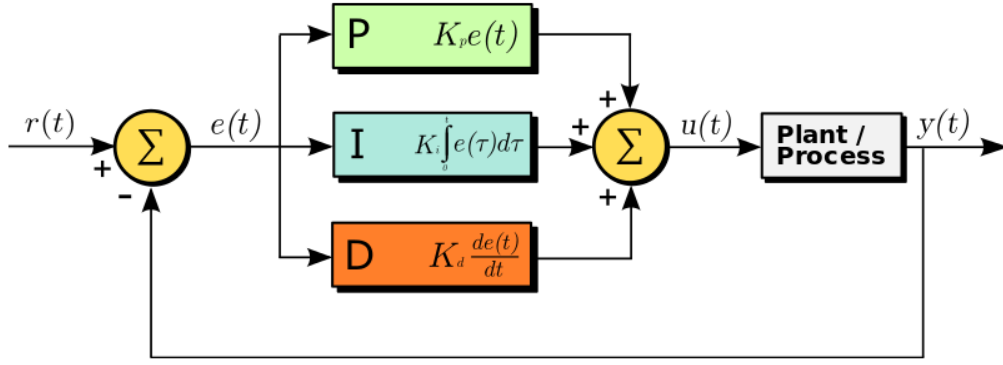 P K_p e(t)
r(t) + Σ - e(t)
I K_i ∫_0^t e(τ)dτ
+ + + Σ
u(t)
Plant /
Process
y(t)
D K_d de(t)/dt